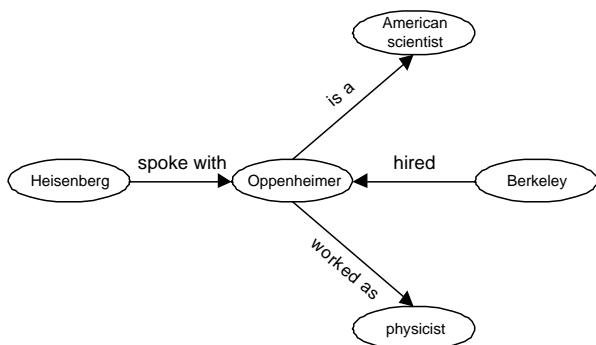 American
scientist
is a
spoke with
hired
Heisenberg
Oppenheimer
Berkeley
worked as
physicist